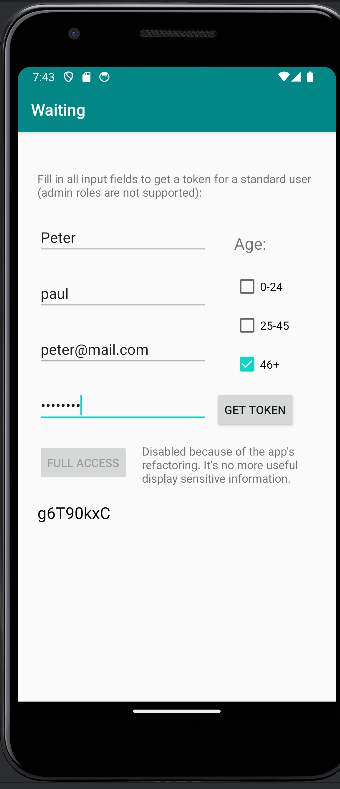 7:43
Waiting
Fill in all input fields to get a token for a standard user
(admin roles are not supported):
Peter
Age:
0-24
paul
25-45
peter@mail.com
46+
••••••••
GET TOKEN
FULL ACCESS
Disabled because of the app's
refactoring. It's no more useful
display sensitive information.
g6T90kxC